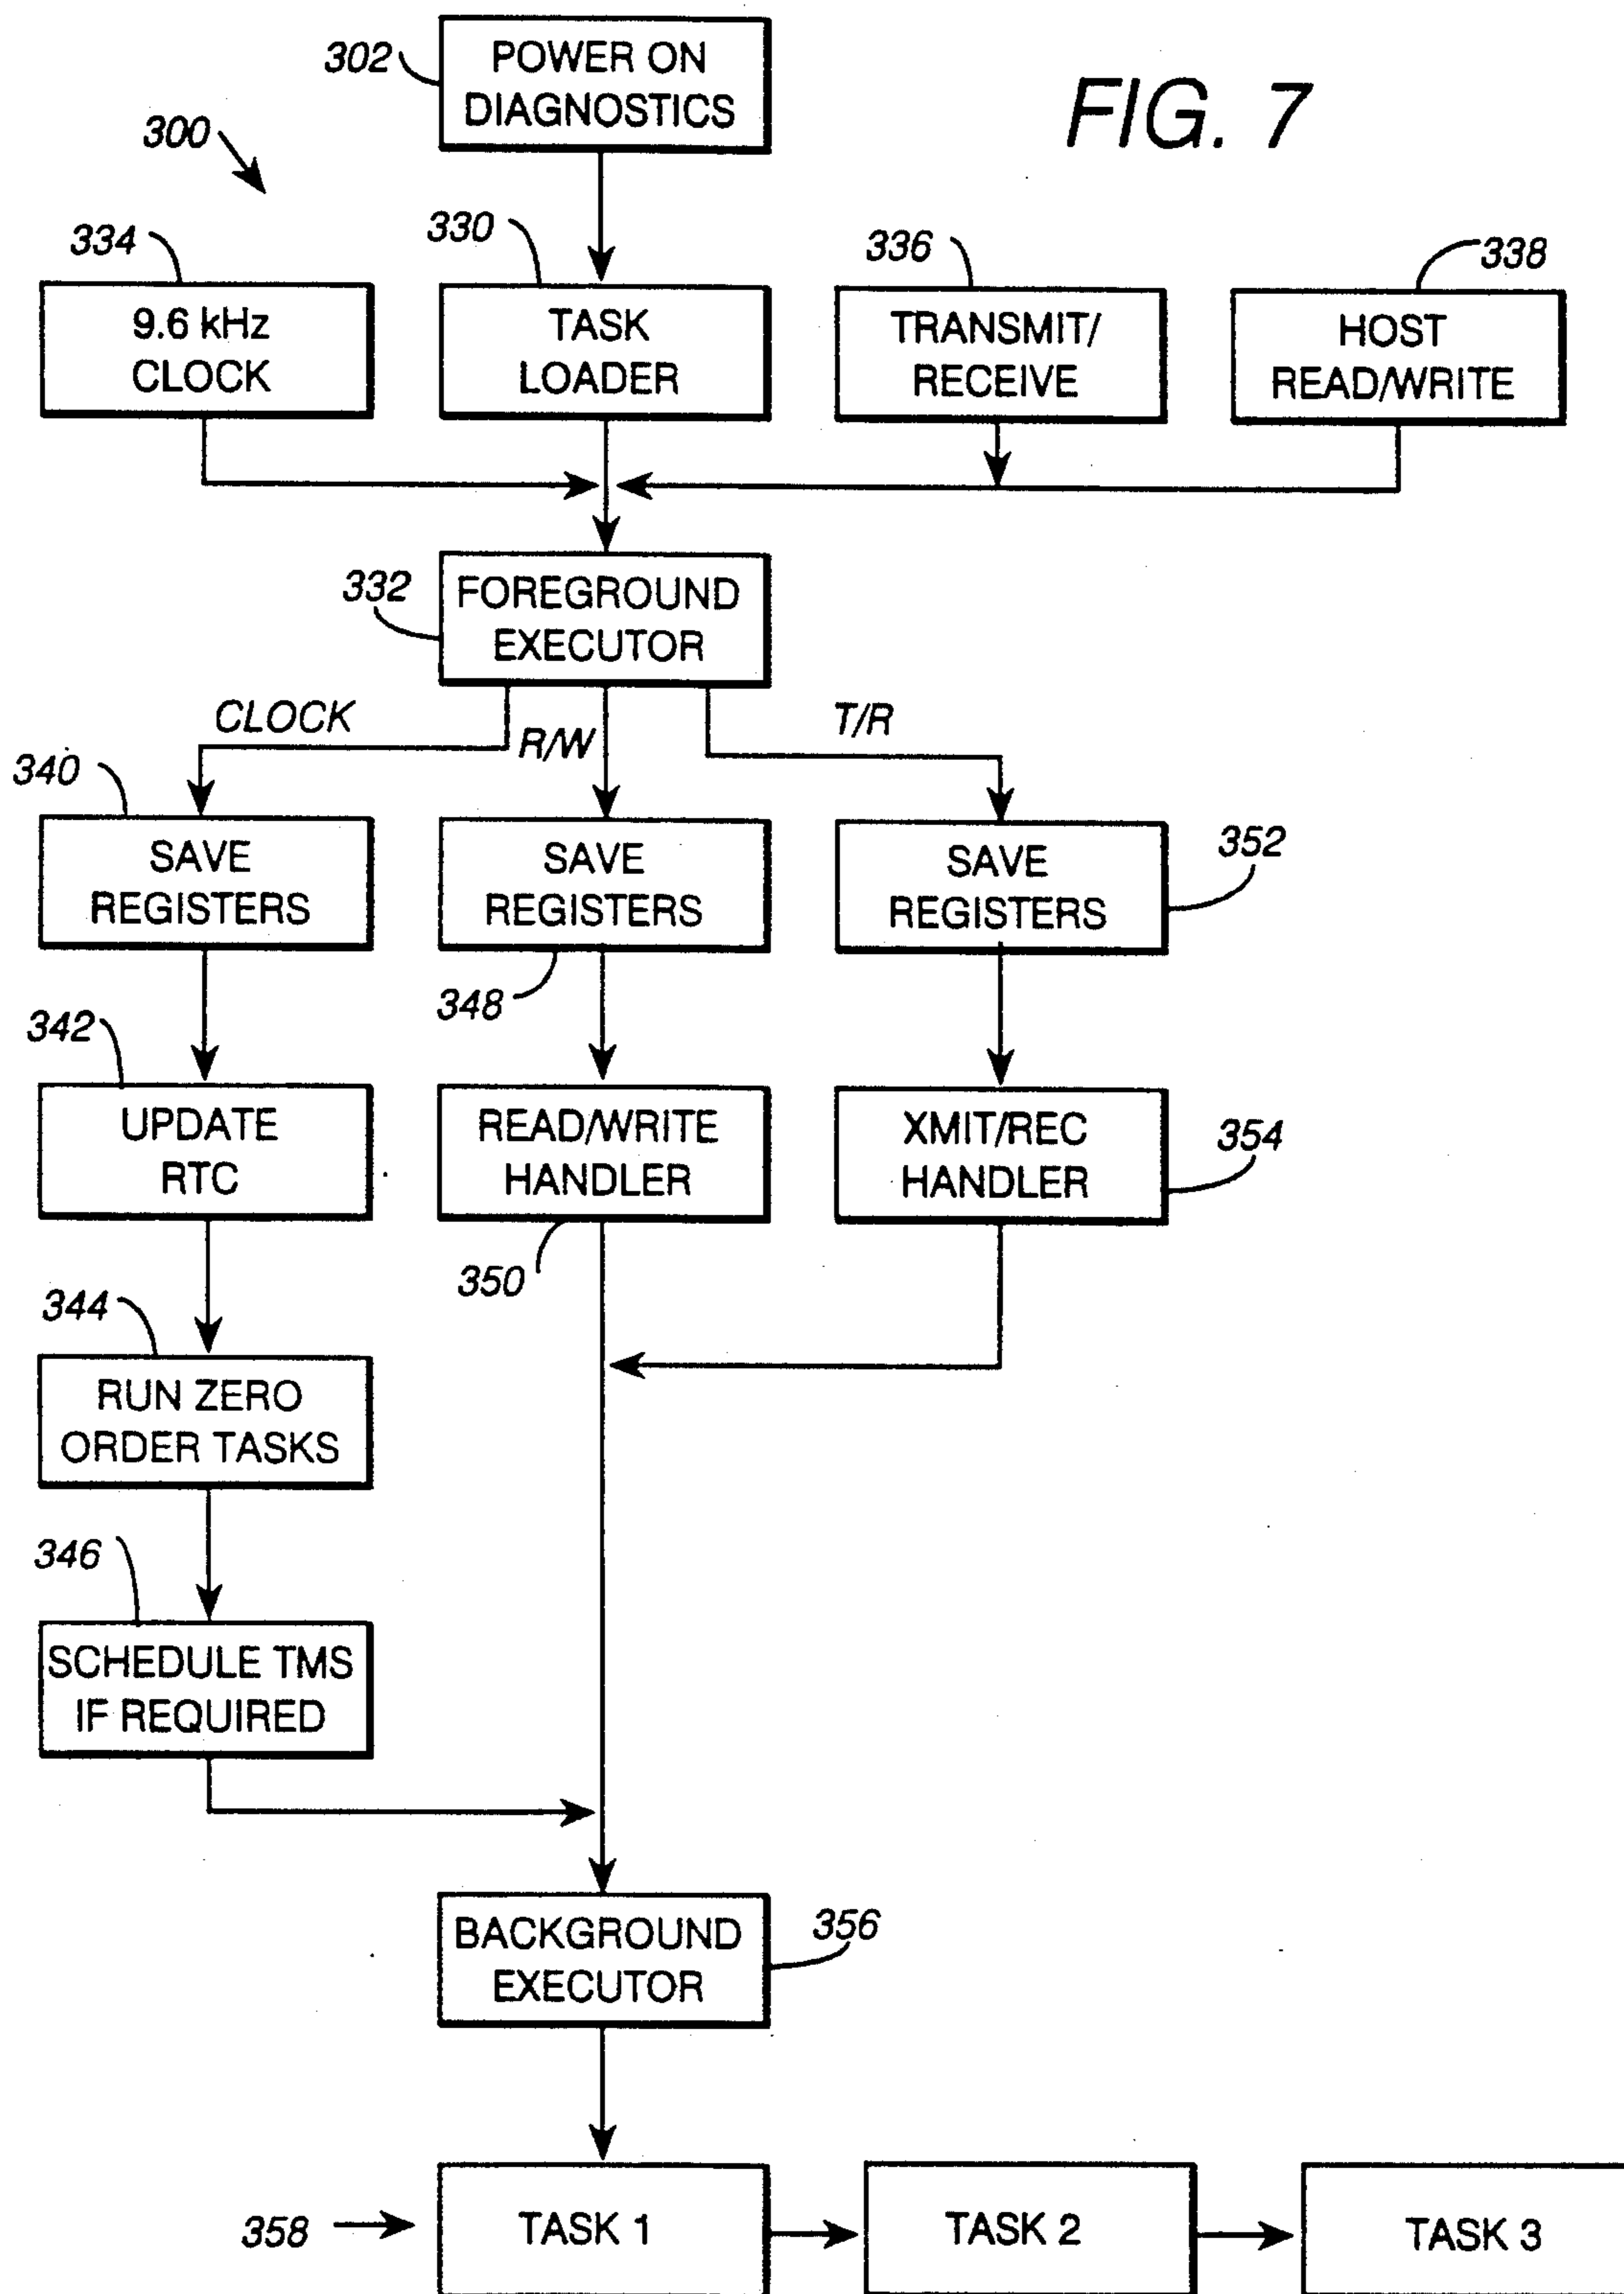 FIG. 7
302
POWER ON
DIAGNOSTICS
300
334
330
336
338
9.6 kHz
CLOCK
TASK
LOADER
TRANSMIT/
RECEIVE
HOST
READ/WRITE
332
FOREGROUND
EXECUTOR
CLOCK
R/W
T/R
340
SAVE
REGISTERS
SAVE
REGISTERS
348
SAVE
REGISTERS
352
342
UPDATE
RTC
READ/WRITE
HANDLER
350
XMIT/REC
HANDLER
354
344
RUN ZERO
ORDER TASKS
346
SCHEDULE TMS
IF REQUIRED
BACKGROUND
EXECUTOR
356
358
TASK 1
TASK 2
TASK 3